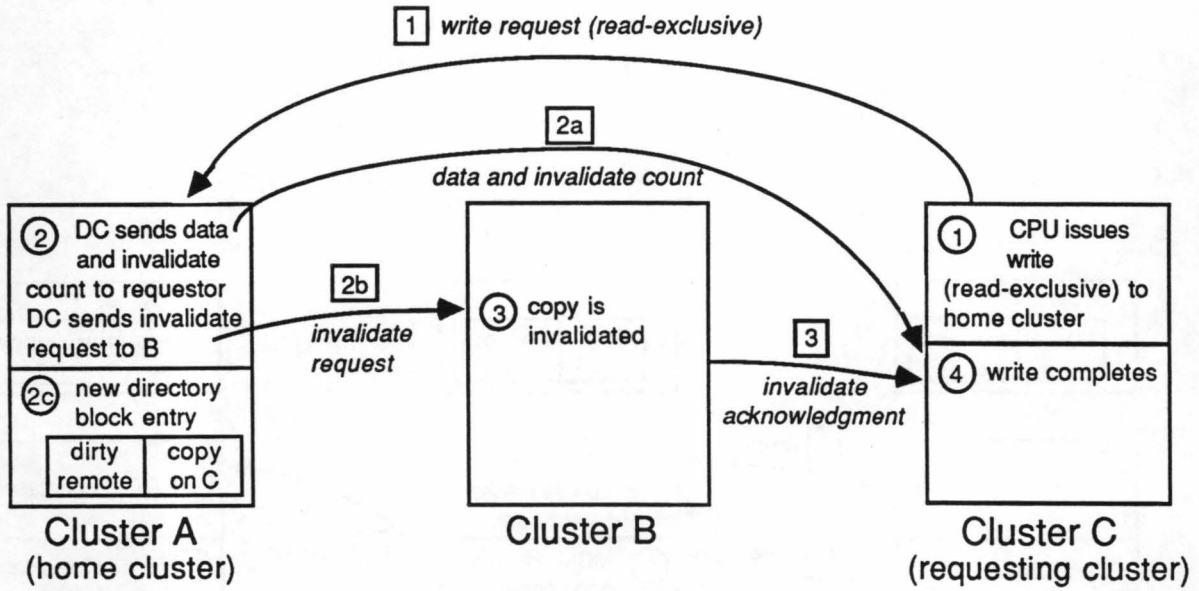 1 write request (read-exclusive)
2a
data and invalidate count
2 DC sends data
and invalidate
count to requestor
DC sends invalidate
request to B
2c new directory
block entry
dirty
remote
copy
on C
Cluster A
(home cluster)
2b
invalidate
request
3 copy is
invalidated
Cluster B
3
invalidate
acknowledgment
1 CPU issues
write
(read-exclusive) to
home cluster
4 write completes
Cluster C
(requesting cluster)